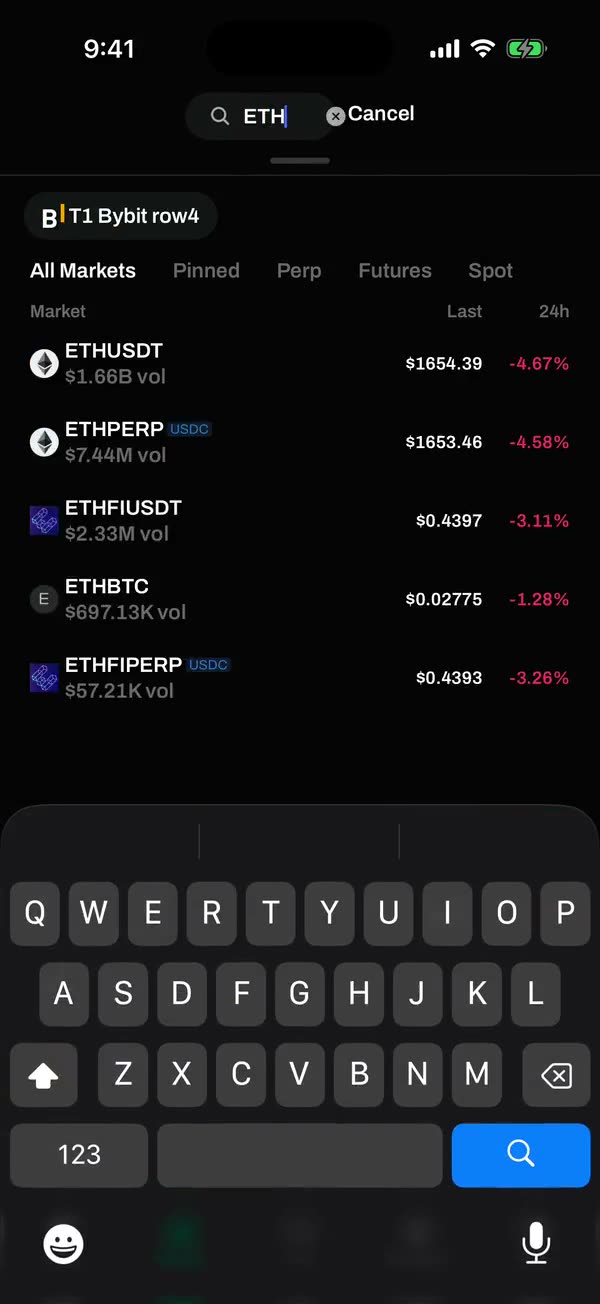 9:41
ETH
Cancel
T1 Bybit row4
All Markets Pinned Perp Futures Spot
Market Last 24h
ETHUSDT
$1.66B vol
$1654.39 -4.67%
ETHPERP USDC
$7.44M vol
$1653.46 -4.58%
ETHFIUSDT
$2.33M vol
$0.4397 -3.11%
E
ETHBTC
$697.13K vol
$0.02775 -1.28%
ETHFIPERP USDC
$57.21K vol
$0.4393 -3.26%
Q W E R T Y U I O P
A S D F G H J K L
Z X C V B N M
123